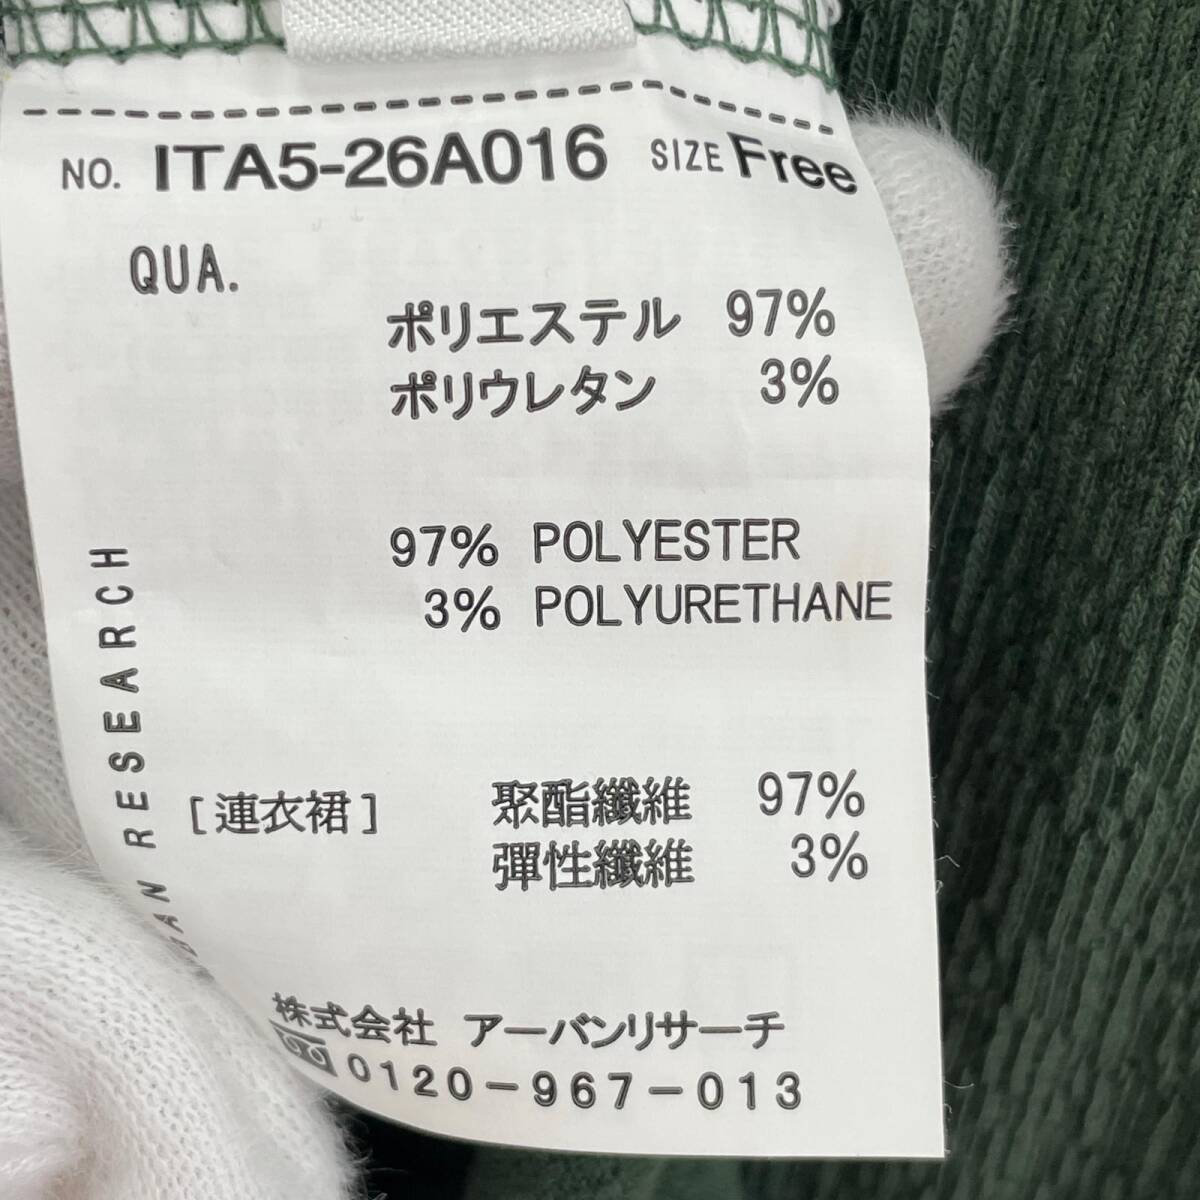 NO. ITA5-26A016 SIZE Free
QUA.
ポリエステル 97%
ポリウレタン 3%
97% POLYESTER
3% POLYURETHANE
[連衣裙] 聚酯纖維 97%
彈性纖維 3%
RESEARCH
株式会社 アーバンリサーチ
0120-967-013